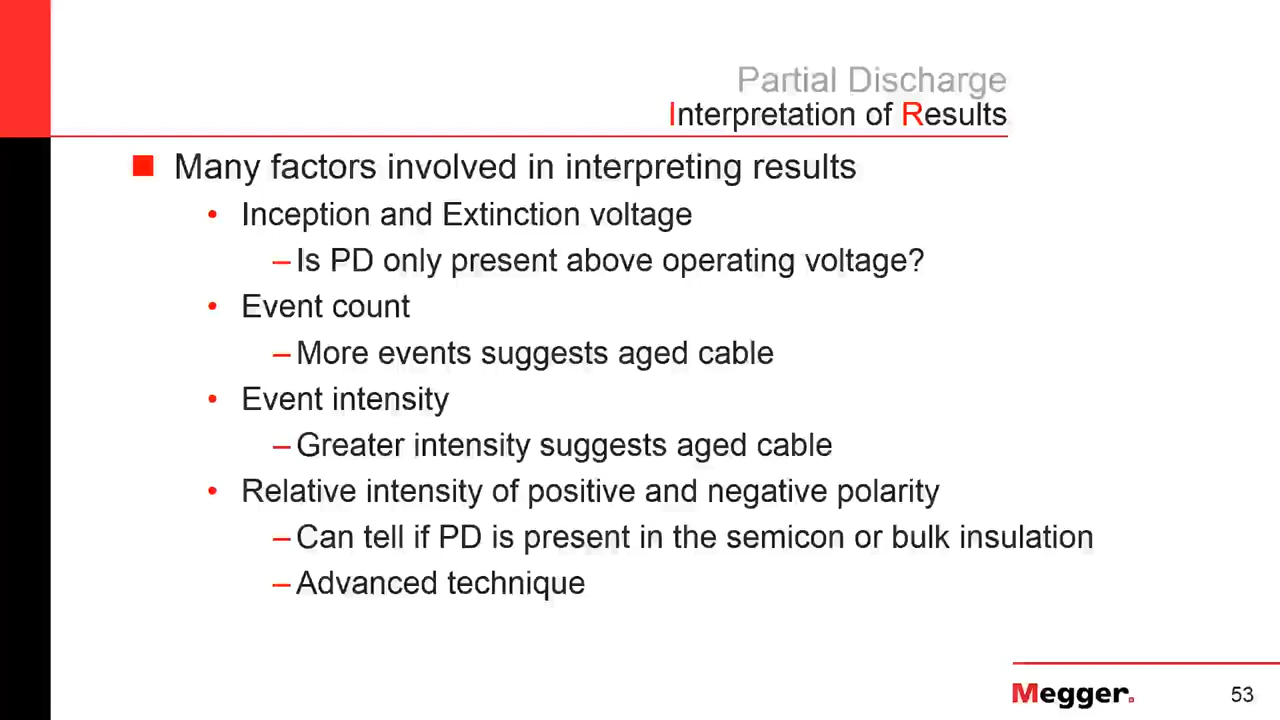 Partial Discharge
Interpretation of Results
Many factors involved in interpreting results
• Inception and Extinction voltage
–Is PD only present above operating voltage?
• Event count
–More events suggests aged cable
• Event intensity
–Greater intensity suggests aged cable
• Relative intensity of positive and negative polarity
–Can tell if PD is present in the semicon or bulk insulation
–Advanced technique
Megger.
53